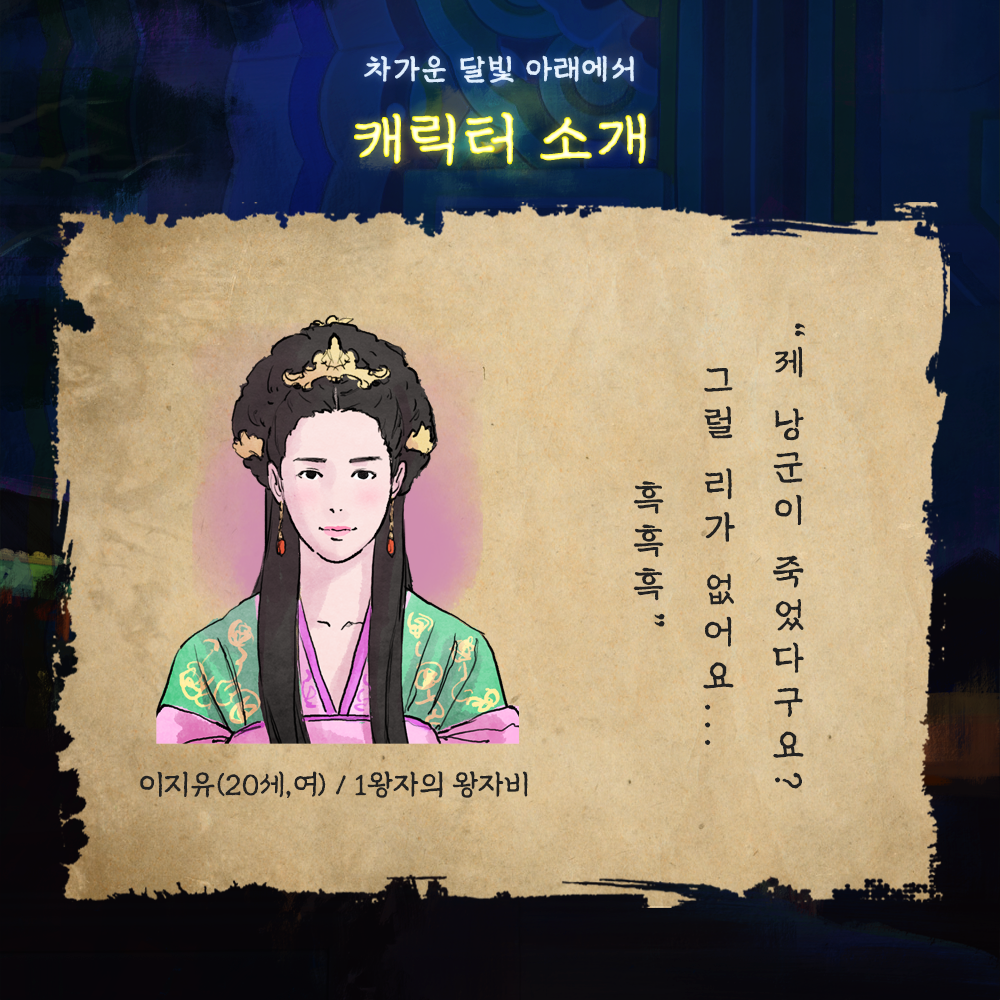 차가운 달빛 아래에서
캐릭터 소개
“제 낭군이 죽었다구요?
그럴 리가 없어요...
흑흑흑”
이지유(20세,여) / 1왕자의 왕자비